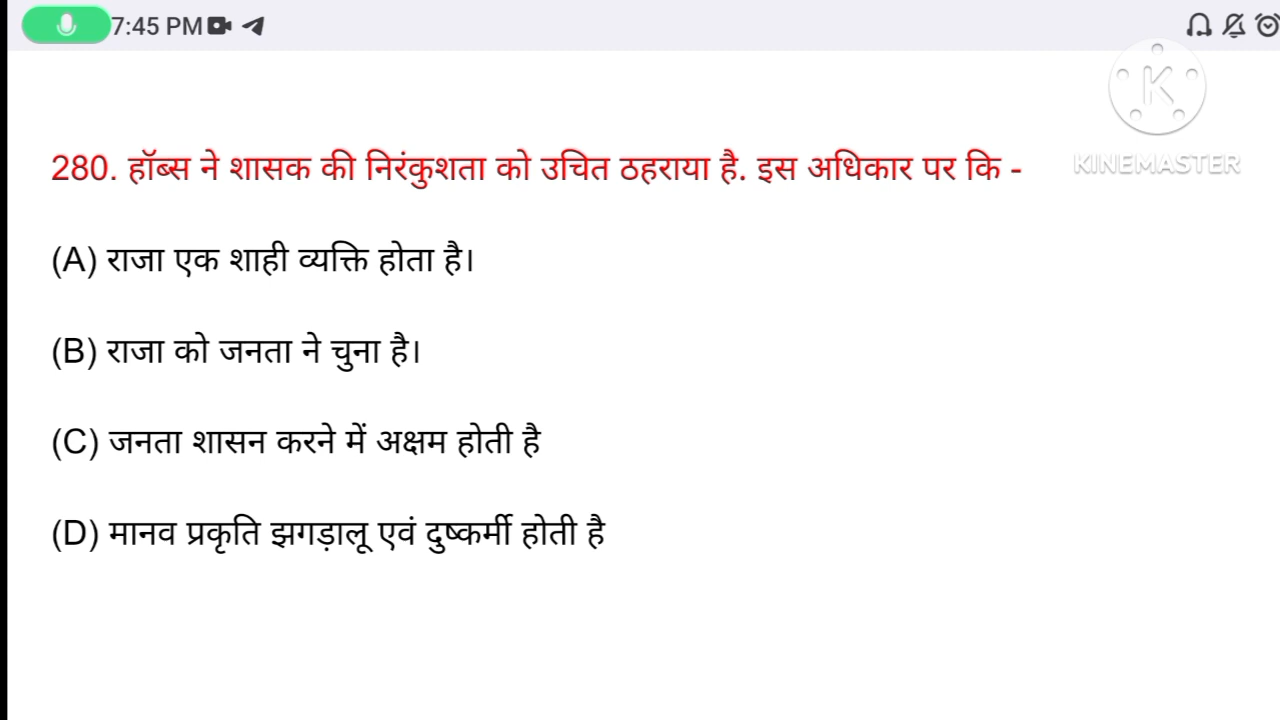 7:45 PM
K
KINEMASTER
280. हॉब्स ने शासक की निरंकुशता को उचित ठहराया है. इस अधिकार पर कि -
(A) राजा एक शाही व्यक्ति होता है।
(B) राजा को जनता ने चुना है।
(C) जनता शासन करने में अक्षम होती है
(D) मानव प्रकृति झगड़ालू एवं दुष्कर्मी होती है